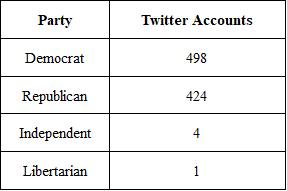 Party Twitter Accounts
Democrat 498
Republican 424
Independent 4
Libertarian 1